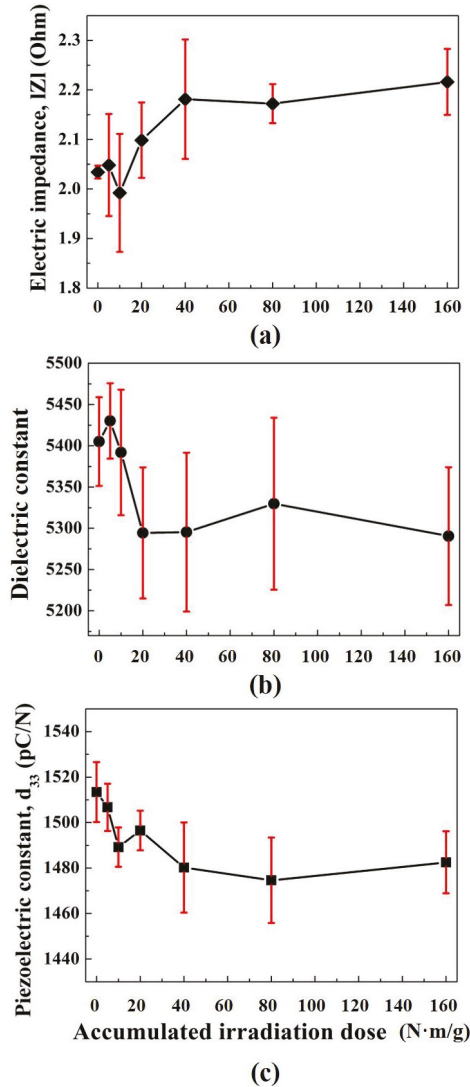 Electric impedance, |Z| (Ohm)
2.3
2.2
2.1
2.0
1.9
1.8
0 20 40 60 80 100 120 140 160
(a)
Dielectric constant
5500
5450
5400
5350
5300
5250
5200
0 20 40 60 80 100 120 140 160
(b)
Piezoelectric constant, d33 (pC/N)
1540
1520
1500
1480
1460
1440
0 20 40 60 80 100 120 140 160
Accumulated irradiation dose (N·m/g)
(c)